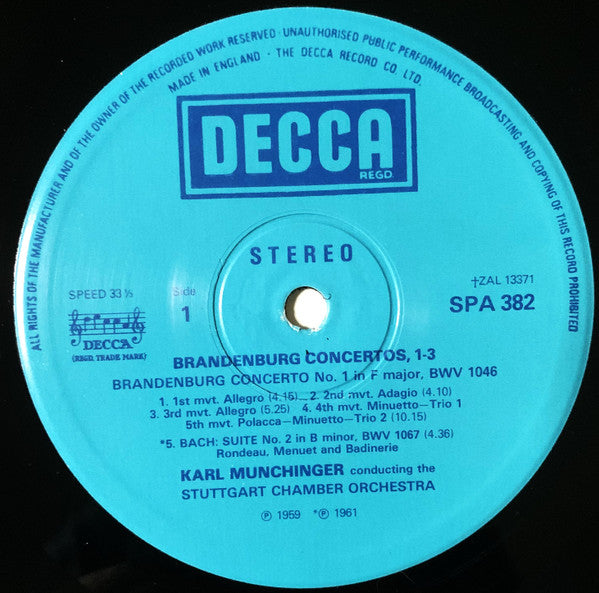 ALL RIGHTS OF THE MANUFACTURER AND OF THE OWNER OF THE RECORDED WORK RESERVED · UNAUTHORISED PUBLIC PERFORMANCE BROADCASTING AND COPYING OF THIS RECORD PROHIBITED
MADE IN ENGLAND · THE DECCA RECORD CO. LTD.
DECCA
REGD.
STEREO
SPEED 33⅓
Side
1
†ZAL 13371
SPA 382
DECCA
(REGD. TRADE MARK)
BRANDENBURG CONCERTOS, 1-3
BRANDENBURG CONCERTO No. 1 in F major, BWV 1046
1. 1st mvt. Allegro (4.15) 2. 2nd mvt. Adagio (4.10)
3. 3rd mvt. Allegro (5.25) 4. 4th mvt. Minuetto—Trio 1
5th mvt. Polacca—Minuetto—Trio 2 (10.15)
*5. BACH: SUITE No. 2 in B minor, BWV 1067 (4.36)
Rondeau, Menuet and Badinerie
KARL MUNCHINGER conducting the
STUTTGART CHAMBER ORCHESTRA
℗ 1959 *℗ 1961